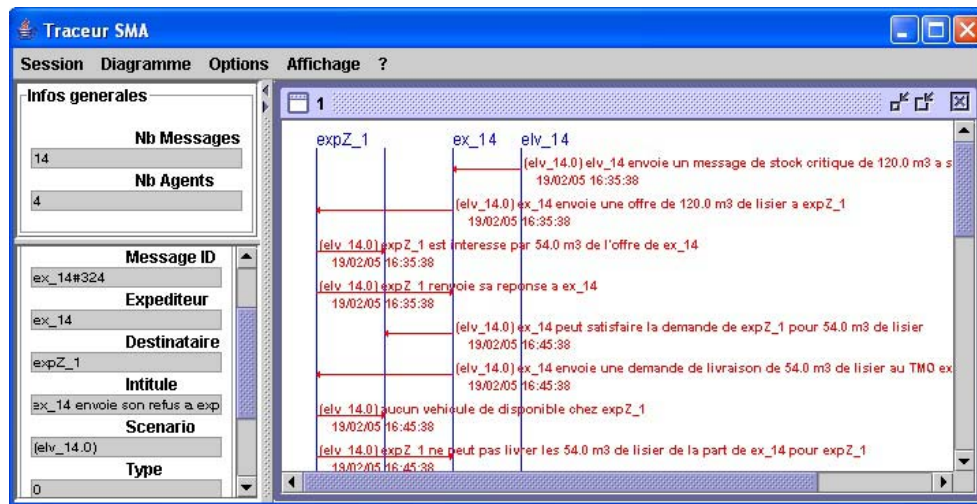 Traceur SMA
Session Diagramme Options Affichage ?
Infos generales
Nb Messages
14
Nb Agents
4
Message ID
ex_14#324
Expediteur
ex_14
Destinataire
expZ_1
Intitule
ex_14 envoie son refus a exp
Scenario
(elv_14.0)
Type
0
1
expZ_1 ex_14 elv_14
(elv_14.0) elv_14 envoie un message de stock critique de 120.0 m3 a s
19/02/05 16:35:38
(elv_14.0) ex_14 envoie une offre de 120.0 m3 de lisier a expZ_1
19/02/05 16:35:38
(elv_14.0) expZ_1 est interesse par 54.0 m3 de l'offre de ex_14
19/02/05 16:35:38
(elv_14.0) expZ_1 renvoie sa reponse a ex_14
19/02/05 16:35:38
(elv_14.0) ex_14 peut satisfaire la demande de expZ_1 pour 54.0 m3 de lisier
19/02/05 16:45:38
(elv_14.0) ex_14 envoie une demande de livraison de 54.0 m3 de lisier au TMO ex
19/02/05 16:45:38
(elv_14.0) aucun vehicule de disponible chez expZ_1
19/02/05 16:45:38
(elv_14.0) expZ_1 ne peut pas livrer les 54.0 m3 de lisier de la part de ex_14 pour expZ_1
19/02/05 16:45:38